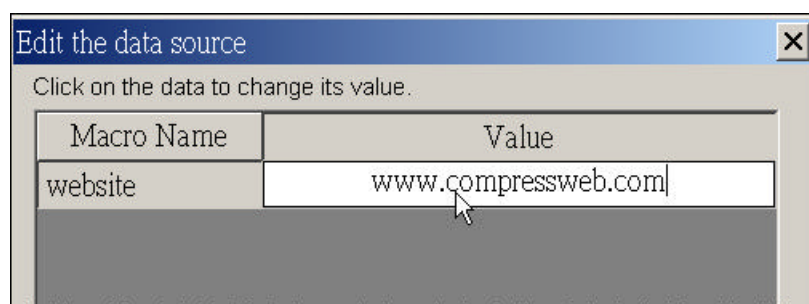 Edit the data source
Click on the data to change its value.
Macro Name Value
website www.compressweb.com